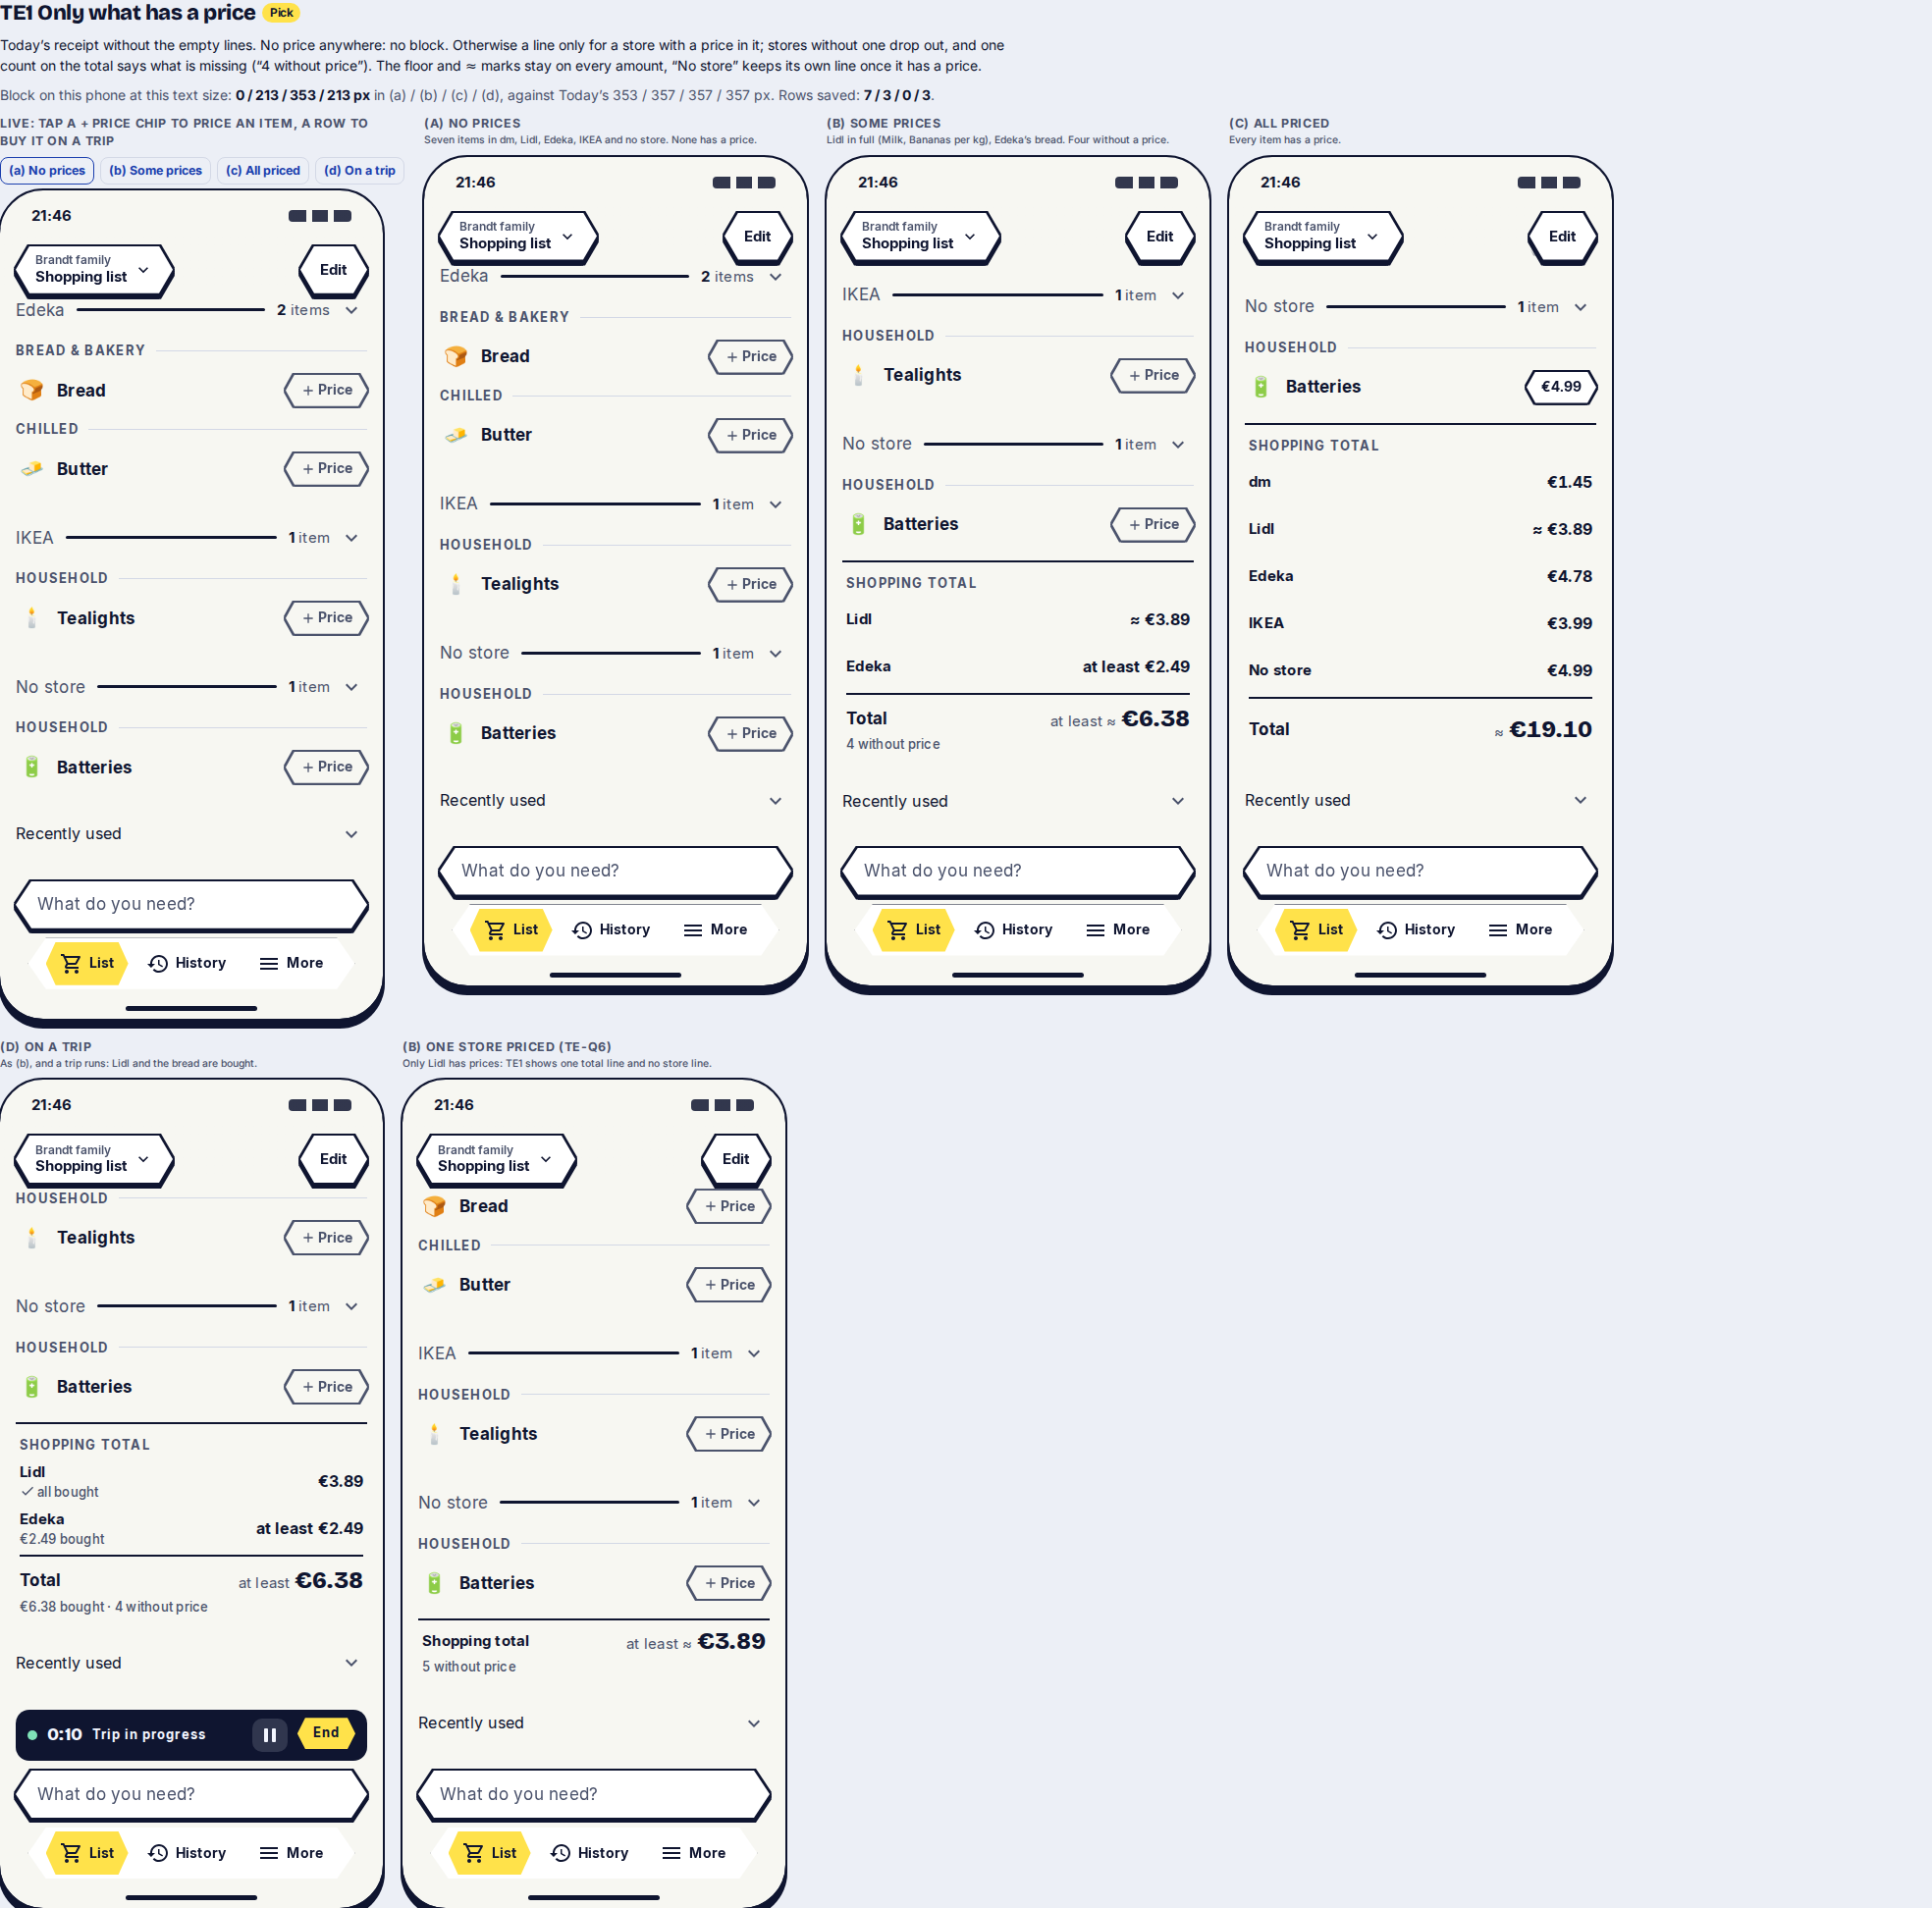 TE1 Only what has a price Pick
Today's receipt without the empty lines. No price anywhere: no block. Otherwise a line only for a store with a price in it; stores without one drop out, and one
count on the total says what is missing (“4 without price”). The floor and ≈ marks stay on every amount, “No store” keeps its own line once it has a price.
Block on this phone at this text size: 0 / 213 / 353 / 213 px in (a) / (b) / (c) / (d), against Today's 353 / 357 / 357 / 357 px. Rows saved: 7 / 3 / 0 / 3.
LIVE: TAP A + PRICE CHIP TO PRICE AN ITEM, A ROW TO
BUY IT ON A TRIP
(a) No prices (b) Some prices (c) All priced (d) On a trip
21:46
Brandt family
Shopping list
Edit
Edeka 2 items
BREAD & BAKERY
Bread + Price
CHILLED
Butter + Price
IKEA 1 item
HOUSEHOLD
Tealights + Price
No store 1 item
HOUSEHOLD
Batteries + Price
Recently used
What do you need?
List History More
(A) NO PRICES
Seven items in dm, Lidl, Edeka, IKEA and no store. None has a price.
21:46
Brandt family
Shopping list
Edit
Edeka 2 items
BREAD & BAKERY
Bread + Price
CHILLED
Butter + Price
IKEA 1 item
HOUSEHOLD
Tealights + Price
No store 1 item
HOUSEHOLD
Batteries + Price
Recently used
What do you need?
List History More
(B) SOME PRICES
Lidl in full (Milk, Bananas per kg), Edeka's bread. Four without a price.
21:46
Brandt family
Shopping list
Edit
IKEA 1 item
HOUSEHOLD
Tealights + Price
No store 1 item
HOUSEHOLD
Batteries + Price
SHOPPING TOTAL
Lidl ≈ €3.89
Edeka at least €2.49
Total at least ≈ €6.38
4 without price
Recently used
What do you need?
List History More
(C) ALL PRICED
Every item has a price.
21:46
Brandt family
Shopping list
Edit
No store 1 item
HOUSEHOLD
Batteries €4.99
SHOPPING TOTAL
dm €1.45
Lidl ≈ €3.89
Edeka €4.78
IKEA €3.99
No store €4.99
Total ≈ €19.10
Recently used
What do you need?
List History More
(D) ON A TRIP
As (b), and a trip runs: Lidl and the bread are bought.
21:46
Brandt family
Shopping list
Edit
HOUSEHOLD
Tealights + Price
No store 1 item
HOUSEHOLD
Batteries + Price
SHOPPING TOTAL
Lidl €3.89
✓ all bought
Edeka at least €2.49
€2.49 bought
Total at least €6.38
€6.38 bought · 4 without price
Recently used
0:10 Trip in progress End
What do you need?
List History More
(B) ONE STORE PRICED (TE-Q6)
Only Lidl has prices: TE1 shows one total line and no store line.
21:46
Brandt family
Shopping list
Edit
Bread + Price
CHILLED
Butter + Price
IKEA 1 item
HOUSEHOLD
Tealights + Price
No store 1 item
HOUSEHOLD
Batteries + Price
Shopping total at least ≈ €3.89
5 without price
Recently used
What do you need?
List History More